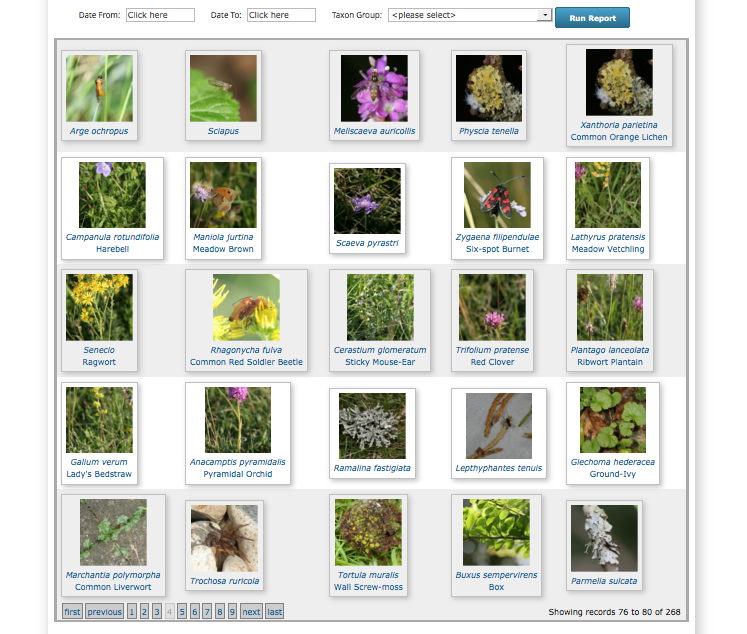 Date From: Click here Date To: Click here Taxon Group: <please select> Run Report
Arge ochropus
Sciapus
Meliscaeva auricollis
Physcia tenella
Xanthoria parietina
Common Orange Lichen
Campanula rotundifolia
Harebell
Maniola jurtina
Meadow Brown
Scaeva pyrastri
Zygaena filipendulae
Six-spot Burnet
Lathyrus pratensis
Meadow Vetchling
Senecio
Ragwort
Rhagonycha fulva
Common Red Soldier Beetle
Cerastium glomeratum
Sticky Mouse-Ear
Trifolium pratense
Red Clover
Plantago lanceolata
Ribwort Plantain
Galium verum
Lady's Bedstraw
Anacamptis pyramidalis
Pyramidal Orchid
Ramalina fastigiata
Lepthyphantes tenuis
Glechoma hederacea
Ground-Ivy
Marchantia polymorpha
Common Liverwort
Trochosa ruricola
Tortula muralis
Wall Screw-moss
Buxus sempervirens
Box
Parmelia sulcata
first previous 1 2 3 4 5 6 7 8 9 next last Showing records 76 to 80 of 268